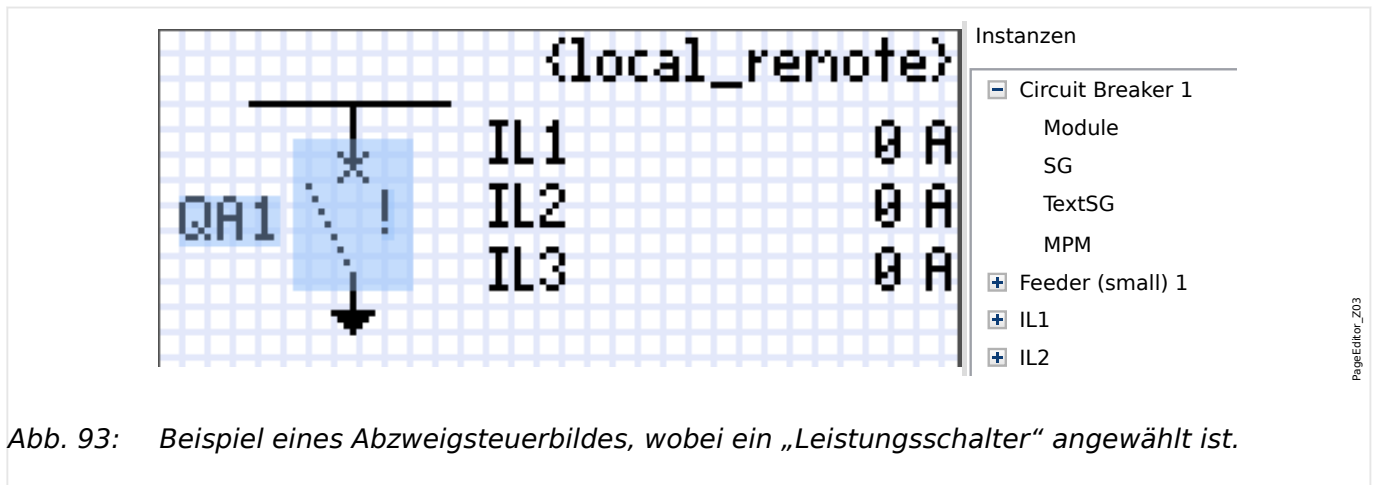 {local_remote}
IL1 0 A
QA1 !
IL2 0 A
IL3 0 A
Instanzen
Circuit Breaker 1
Module
SG
TextSG
MPM
Feeder (small) 1
IL1
IL2
PageEditor_Z03
Abb. 93: Beispiel eines Abzweigsteuerbildes, wobei ein „Leistungsschalter“ angewählt ist.